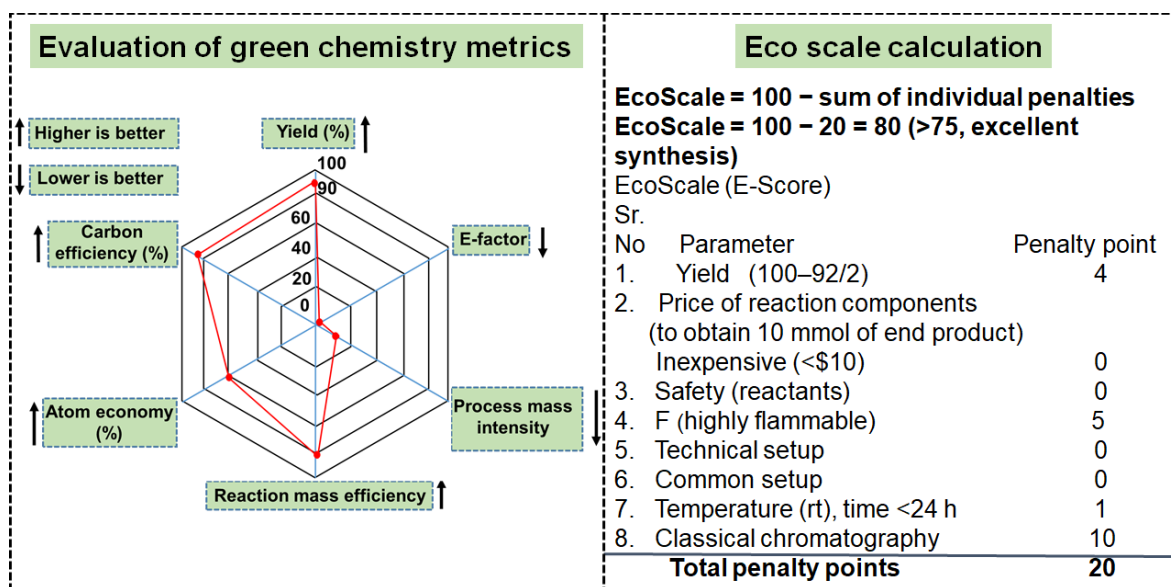 Evaluation of green chemistry metrics
Higher is better
Lower is better
Yield (%)
100
90
60
40
20
0
Carbon
efficiency (%)
E-factor
Atom economy
(%)
Process mass
intensity
Reaction mass efficiency
Eco scale calculation
EcoScale = 100 – sum of individual penalties
EcoScale = 100 – 20 = 80 (>75, excellent
synthesis)
EcoScale (E-Score)
Sr.
No Parameter Penalty point
1. Yield (100–92/2) 4
2. Price of reaction components
(to obtain 10 mmol of end product)
Inexpensive (<$10) 0
3. Safety (reactants) 0
4. F (highly flammable) 5
5. Technical setup 0
6. Common setup 0
7. Temperature (rt), time <24 h 1
8. Classical chromatography 10
Total penalty points 20